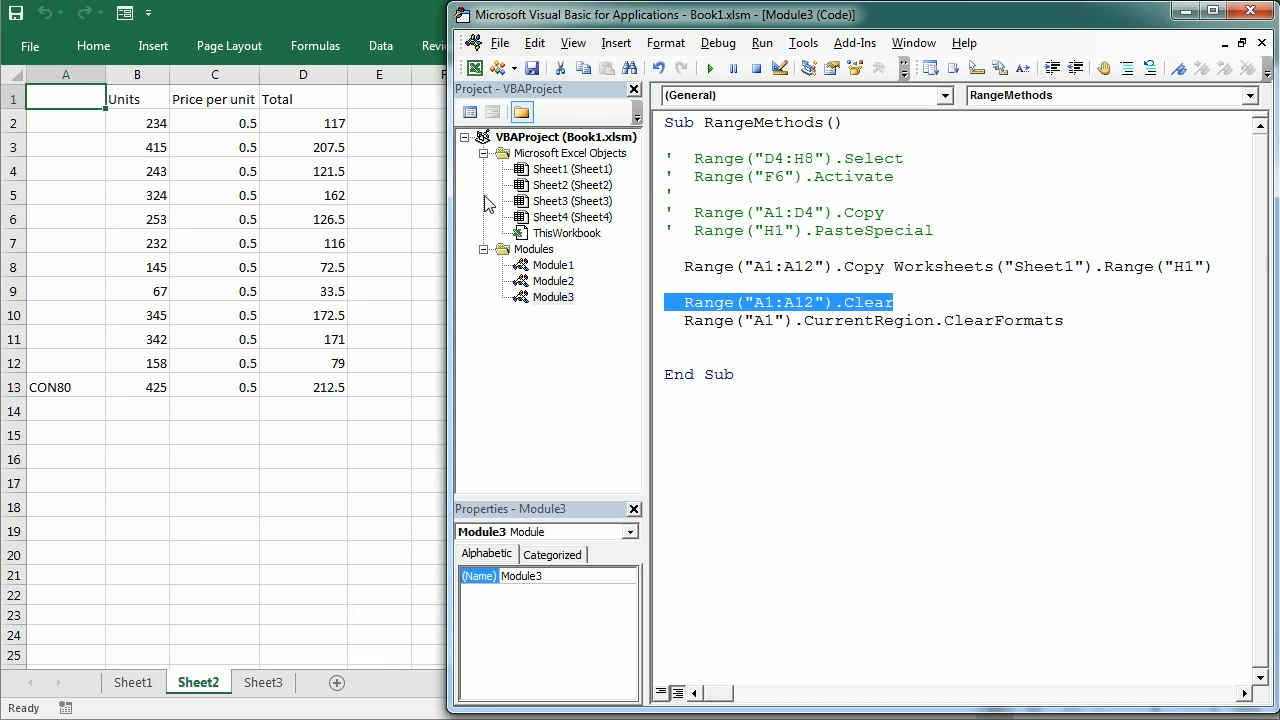 File Home Insert Page Layout Formulas Data
A B C D E F
1 Units Price per unit Total
2 234 0.5 117
3 415 0.5 207.5
4 243 0.5 121.5
5 324 0.5 162
6 253 0.5 126.5
7 232 0.5 116
8 145 0.5 72.5
9 67 0.5 33.5
10 345 0.5 172.5
11 342 0.5 171
12 158 0.5 79
13 CON80 425 0.5 212.5
14
15
16
17
18
19
20
21
22
23
24
25
Sheet1 Sheet2 Sheet3
Ready
Microsoft Visual Basic for Applications - Book1.xlsm - [Module3 (Code)]
File Edit View Insert Format Debug Run Tools Add-Ins Window Help
Project - VBAProject
VBAProject (Book1.xlsm)
Microsoft Excel Objects
Sheet1 (Sheet1)
Sheet2 (Sheet2)
Sheet3 (Sheet3)
Sheet4 (Sheet4)
ThisWorkbook
Modules
Module1
Module2
Module3
Properties - Module3
Module3 Module
Alphabetic Categorized
(Name) Module3
(General) RangeMethods
Sub RangeMethods()
' Range("D4:H8").Select
' Range("F6").Activate
'
' Range("A1:D4").Copy
' Range("H1").PasteSpecial
Range("A1:A12").Copy Worksheets("Sheet1").Range("H1")
Range("A1:A12").Clear
Range("A1").CurrentRegion.ClearFormats
End Sub